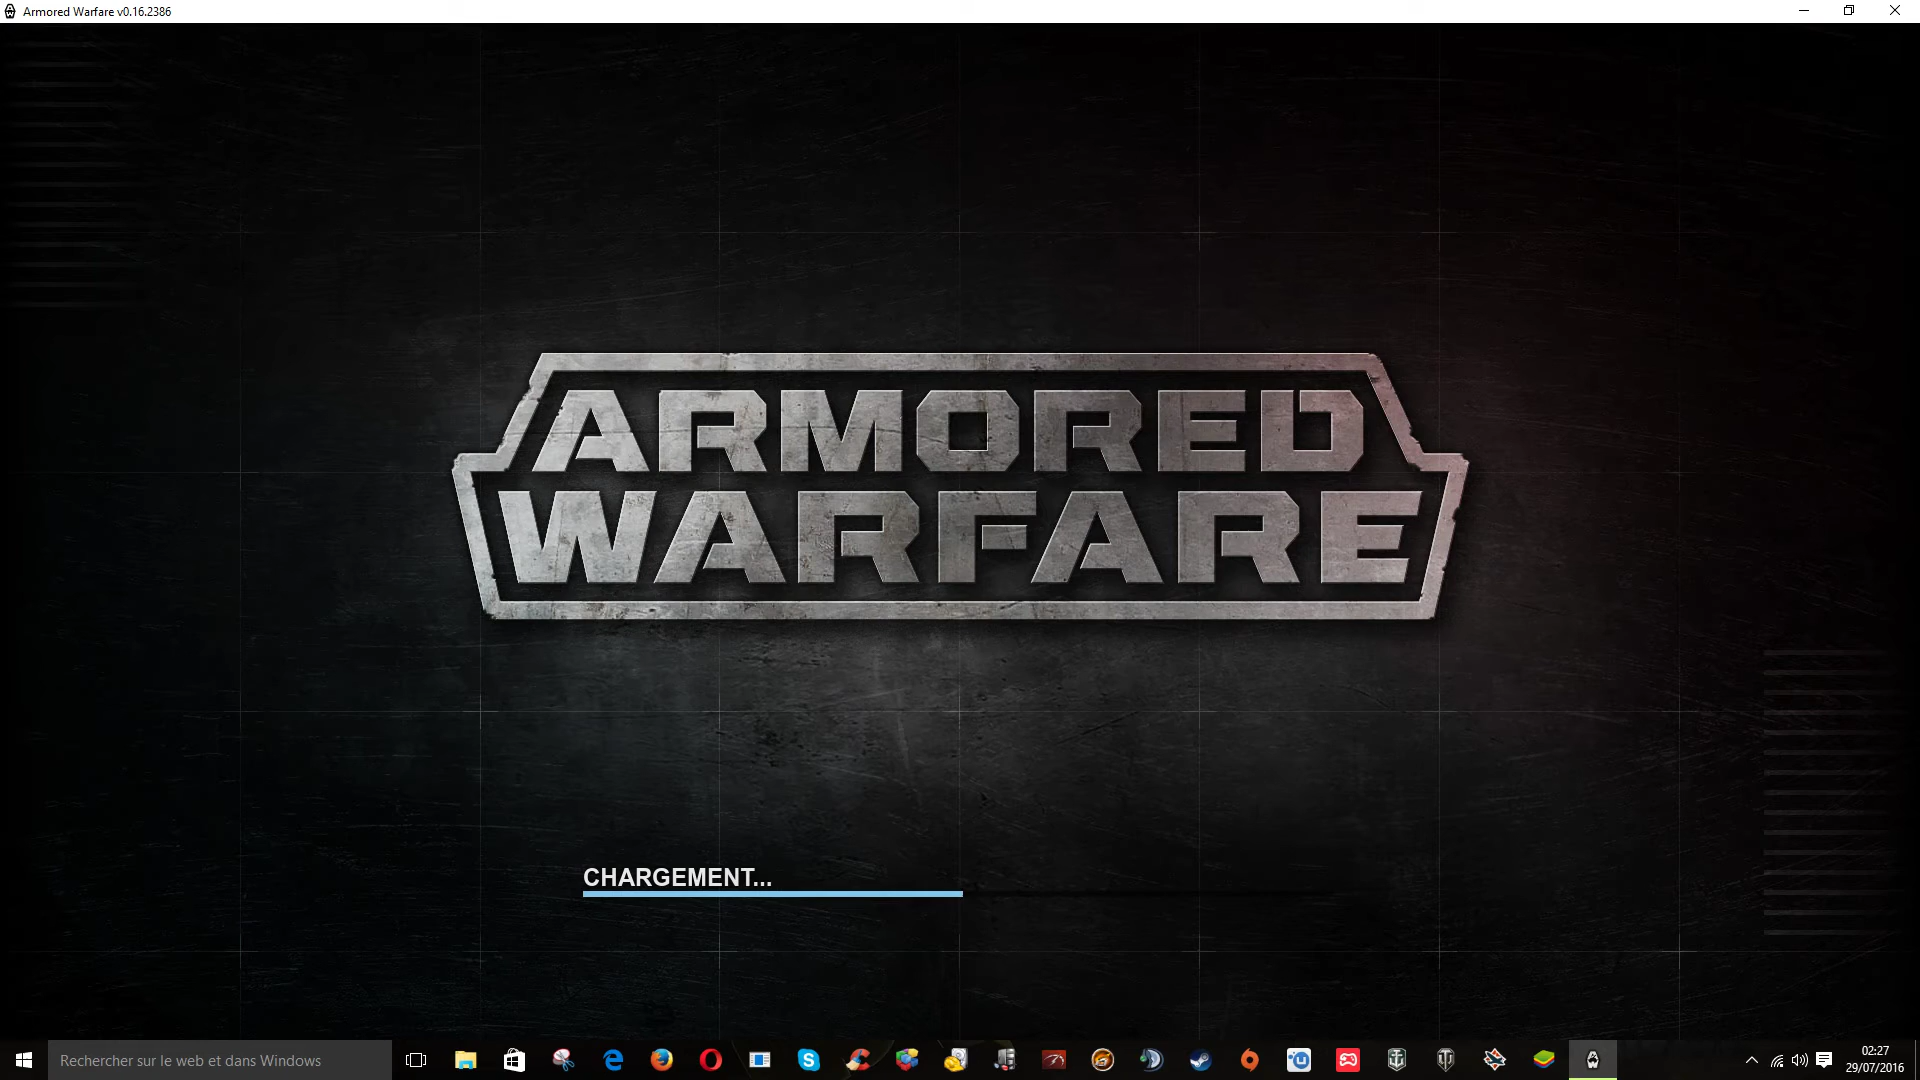 Armored Warfare v0.16.2386
ARMORED
WARFARE
CHARGEMENT...
Rechercher sur le web et dans Windows
02:27
29/07/2016